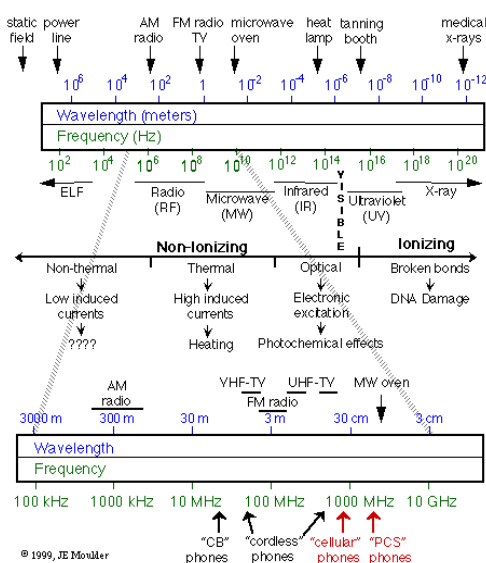 static power AM FM radio microwave heat tanning medical
field line radio TV oven lamp booth x-rays
10^6 10^4 10^2 1 10^-2 10^-4 10^-6 10^-8 10^-10 10^-12
Wavelength (meters)
Frequency (Hz)
10^2 10^4 10^6 10^8 10^10 10^12 10^14 10^16 10^18 10^20
ELF Radio Microwave Infrared VISIBLE Ultraviolet X-ray
(RF) (MW) (IR) (UV)
Non-Ionizing Ionizing
Non-thermal Thermal Optical Broken bonds
Low induced High induced Electronic DNA Damage
currents currents excitation
???? Heating Photochemical effects
AM VHF-TV UHF-TV MW oven
radio FM radio
3000 m 300 m 30 m 3 m 30 cm 3 cm
Wavelength
Frequency
100 kHz 1000 kHz 10 MHz 100 MHz 1000 MHz 10 GHz
"CB" "cordless" "cellular" "PCS"
phones phones phones phones
© 1999, JE Moulder